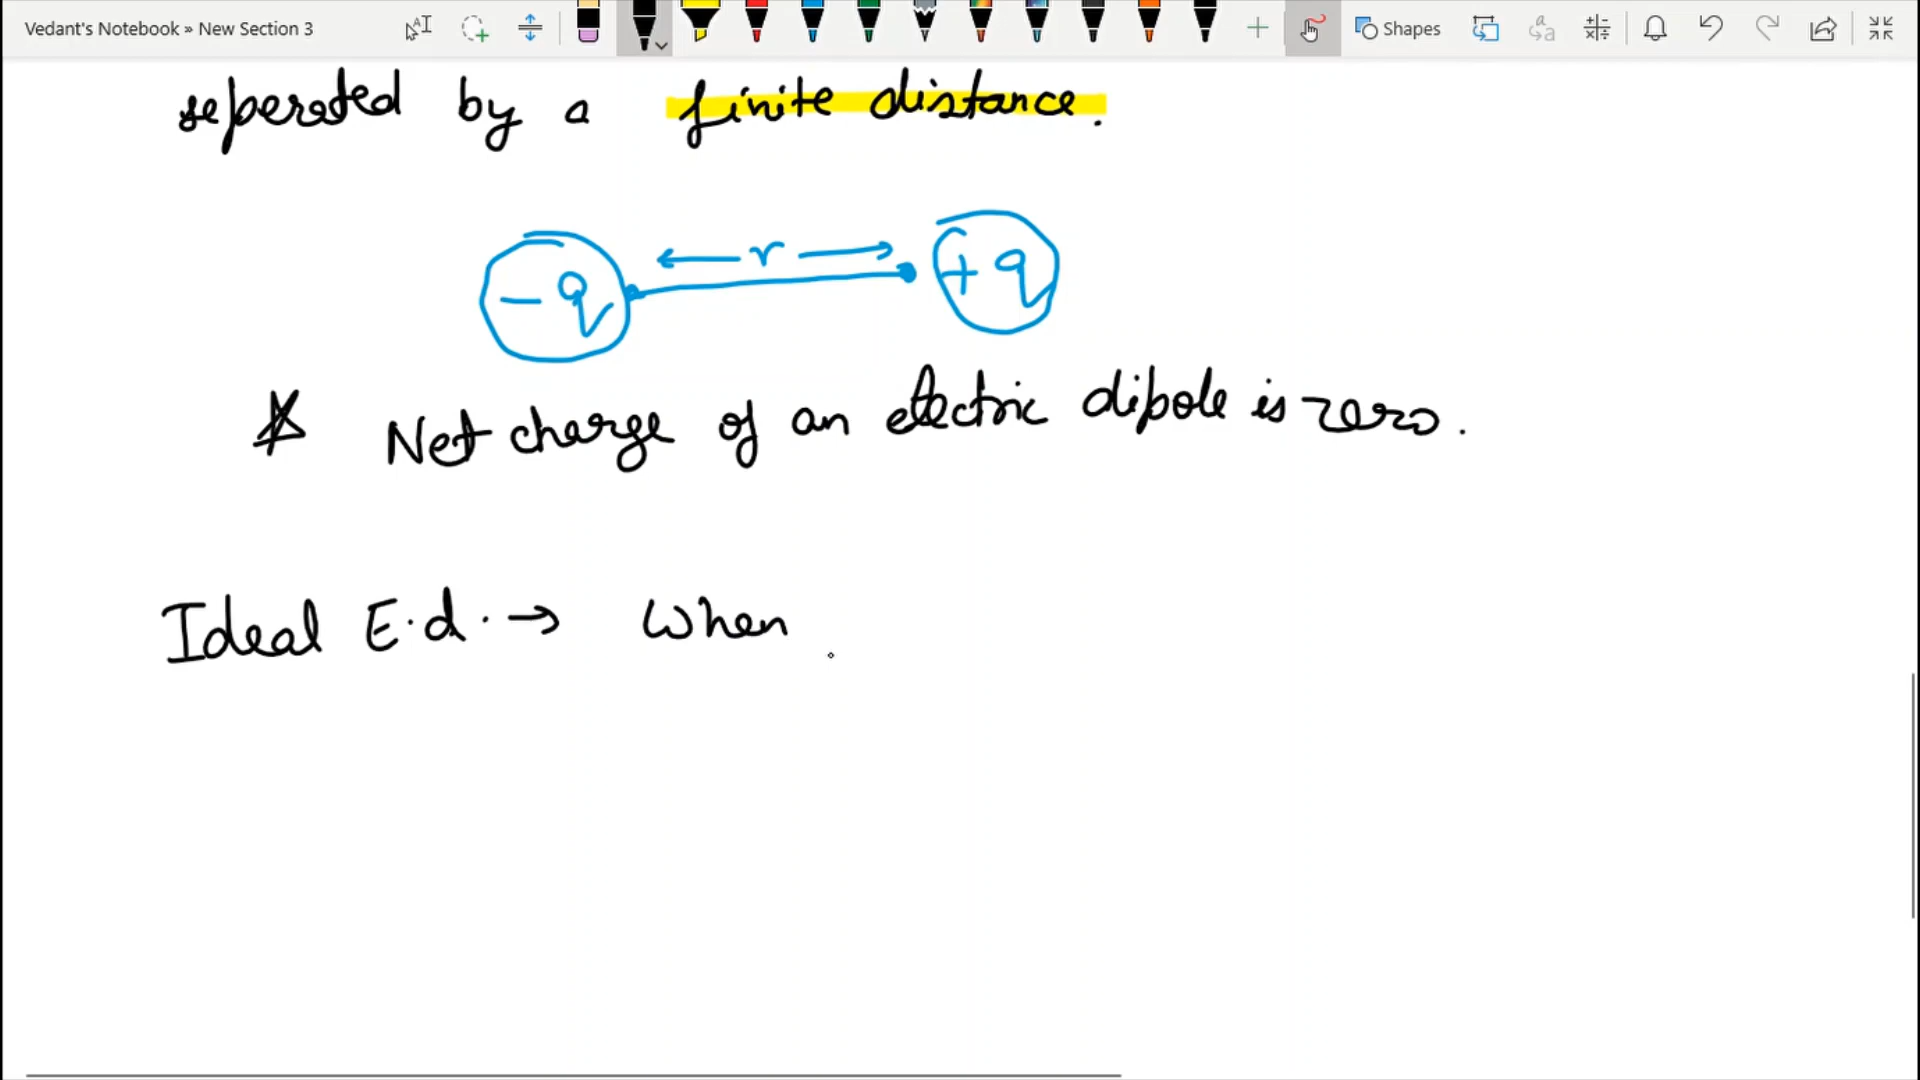 Vedant's Notebook » New Section 3
Shapes
seperated by a finite distance.
← r →
- q
+ q
* Net charge of an electric dipole is zero.
Ideal E.d. → When